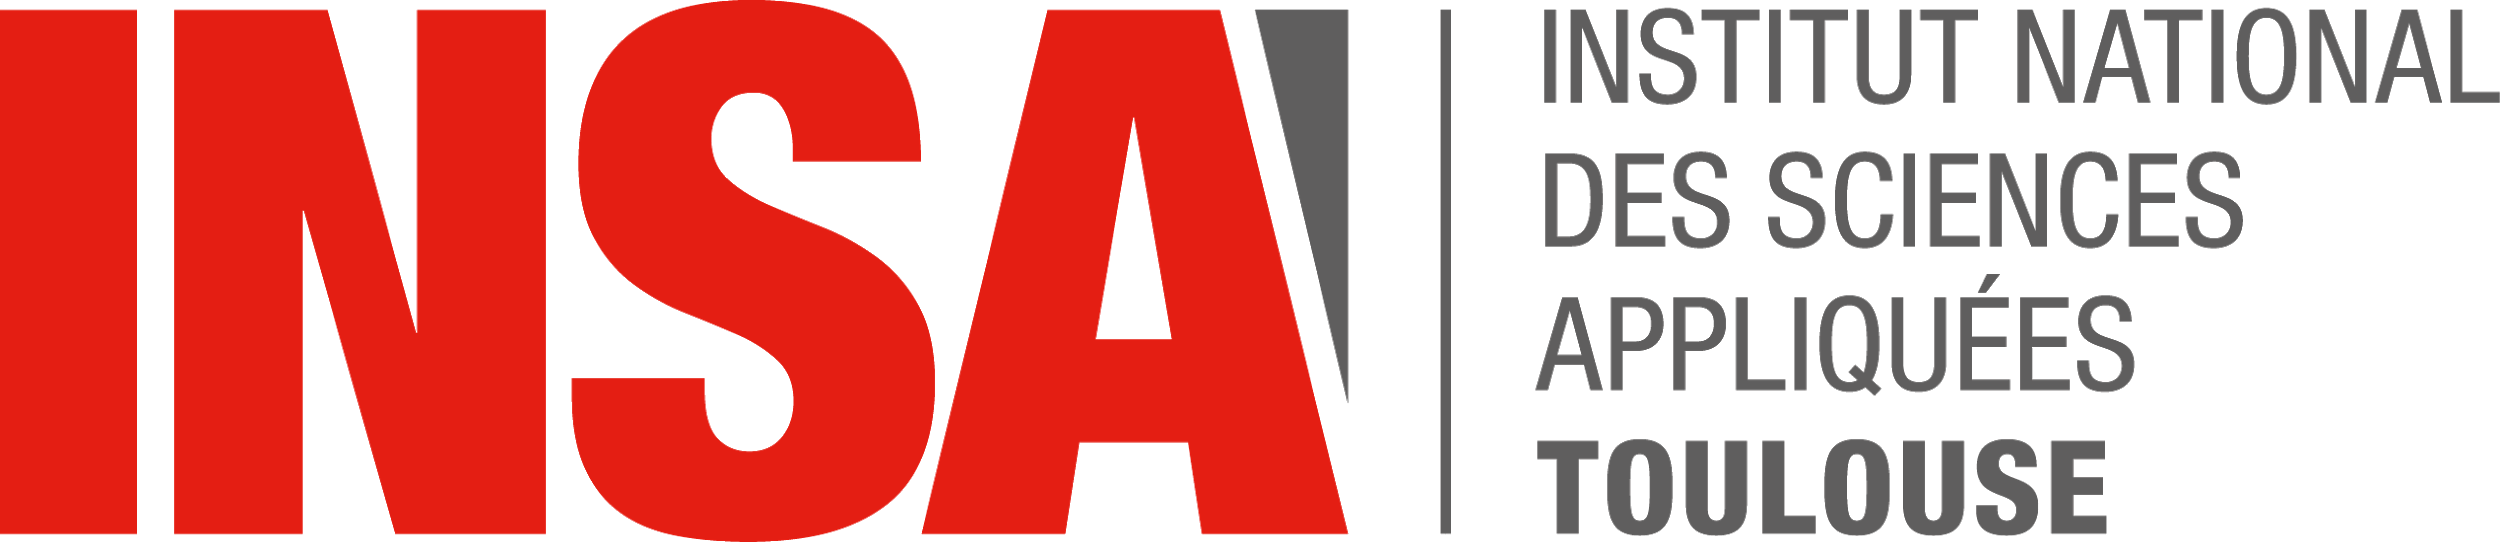 INSA
INSTITUT NATIONAL
DES SCIENCES
APPLIQUÉES
TOULOUSE